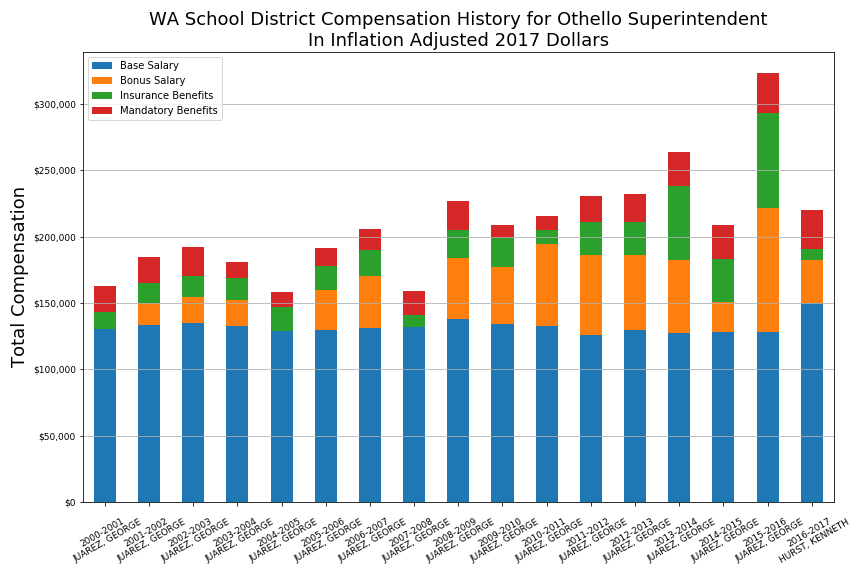 WA School District Compensation History for Othello Superintendent
In Inflation Adjusted 2017 Dollars
Base Salary
Bonus Salary
Insurance Benefits
Mandatory Benefits
Total Compensation
$300,000
$250,000
$200,000
$150,000
$100,000
$50,000
$0
2000-2001
JUAREZ, GEORGE
2001-2002
JUAREZ, GEORGE
2002-2003
JUAREZ, GEORGE
2003-2004
JUAREZ, GEORGE
2004-2005
JUAREZ, GEORGE
2005-2006
JUAREZ, GEORGE
2006-2007
JUAREZ, GEORGE
2007-2008
JUAREZ, GEORGE
2008-2009
JUAREZ, GEORGE
2009-2010
JUAREZ, GEORGE
2010-2011
JUAREZ, GEORGE
2011-2012
JUAREZ, GEORGE
2012-2013
JUAREZ, GEORGE
2013-2014
JUAREZ, GEORGE
2014-2015
JUAREZ, GEORGE
2015-2016
JUAREZ, GEORGE
2016-2017
HURST, KENNETH